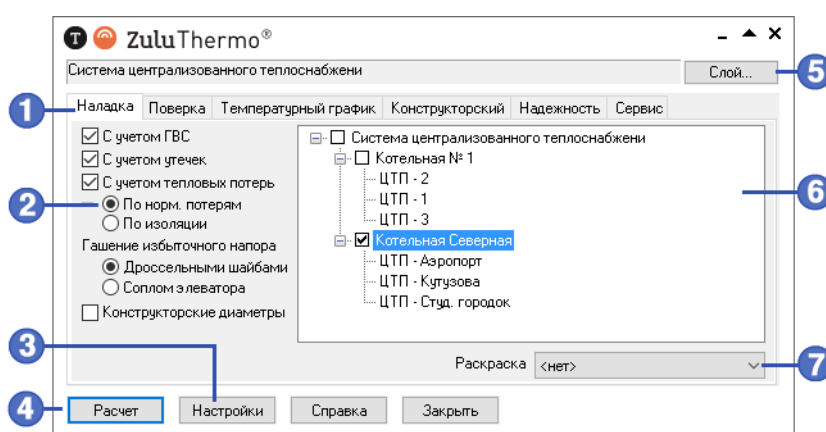 T ZuluThermo®
Система централизованного теплоснабжени
Слой...
5
1
Наладка Поверка Температурный график Конструкторский Надежность Сервис
С учетом ГВС
С учетом утечек
С учетом тепловых потерь
2
По норм. потерям
По изоляции
Гашение избыточного напора
Дроссельными шайбами
Соплом элеватора
Конструкторские диаметры
Система централизованного теплоснабжени
Котельная № 1
ЦТП - 2
ЦТП - 1
ЦТП - 3
Котельная Северная
ЦТП - Аэропорт
ЦТП - Кутузова
ЦТП - Студ. городок
6
3
Раскраска <нет>
7
4
Расчет Настройки Справка Закрыть